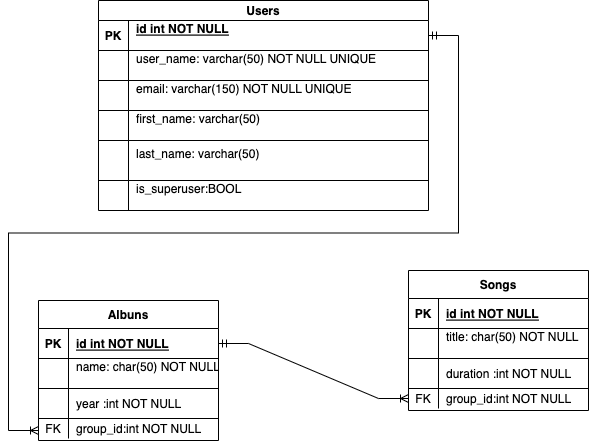 Users
PK id int NOT NULL
user_name: varchar(50) NOT NULL UNIQUE
email: varchar(150) NOT NULL UNIQUE
first_name: varchar(50)
last_name: varchar(50)
is_superuser:BOOL
Albuns
PK id int NOT NULL
name: char(50) NOT NULL
year :int NOT NULL
FK group_id:int NOT NULL
Songs
PK id int NOT NULL
title: char(50) NOT NULL
duration :int NOT NULL
FK group_id:int NOT NULL